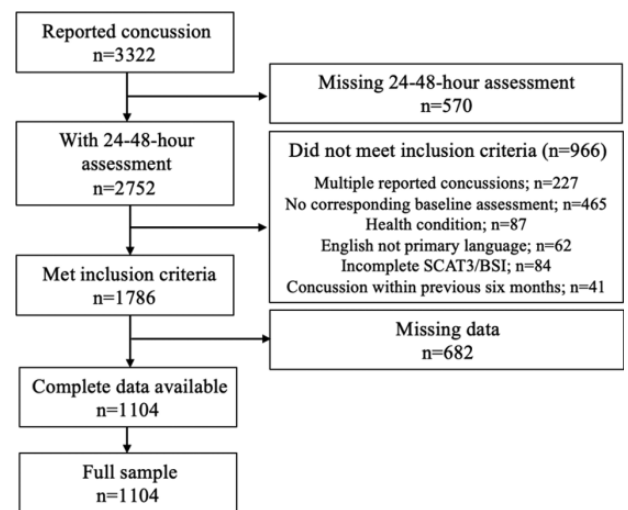 Reported concussion
n=3322
Missing 24-48-hour assessment
n=570
With 24-48-hour
assessment
n=2752
Did not meet inclusion criteria (n=966)
Multiple reported concussions; n=227
No corresponding baseline assessment; n=465
Health condition; n=87
English not primary language; n=62
Incomplete SCAT3/BSI; n=84
Concussion within previous six months; n=41
Met inclusion criteria
n=1786
Missing data
n=682
Complete data available
n=1104
Full sample
n=1104